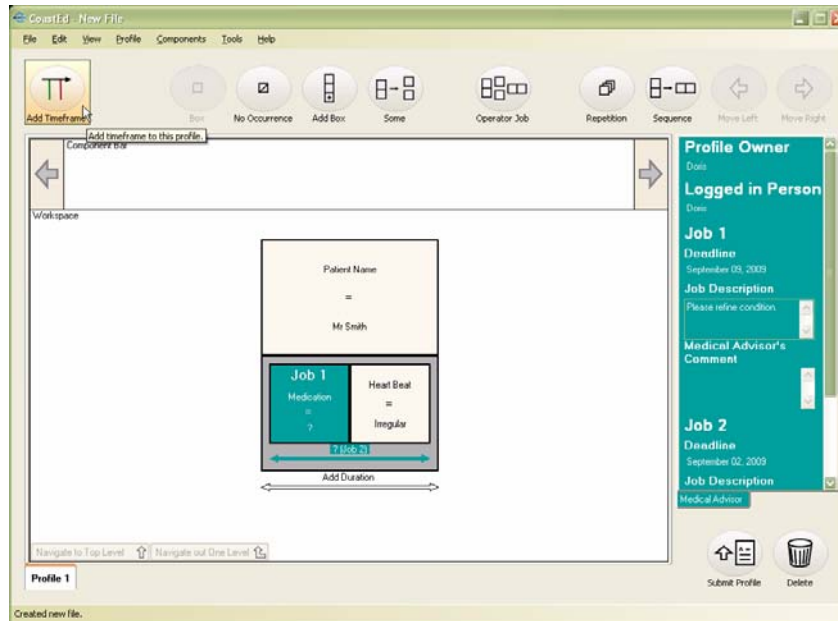 CoastEd - New File
File Edit View Profile Components Tools Help
Add Timeframe
Box
No Occurrence
Add Box
Some
Operator Job
Repetition
Sequence
Move Left
Move Right
Add timeframe to this profile.
Component Bar
Workspace
Patient Name
=
Mr Smith
Job 1
Medication
=
?
Heart Beat
=
Irregular
? (Job 2)
Add Duration
Navigate to Top Level
Navigate out One Level
Profile 1
Profile Owner
Doris
Logged in Person
Doris
Job 1
Deadline
September 09, 2009
Job Description
Please refine condition.
Medical Advisor's
Comment
Job 2
Deadline
September 02, 2009
Job Description
Medical Advisor
Submit Profile
Delete
Created new file.